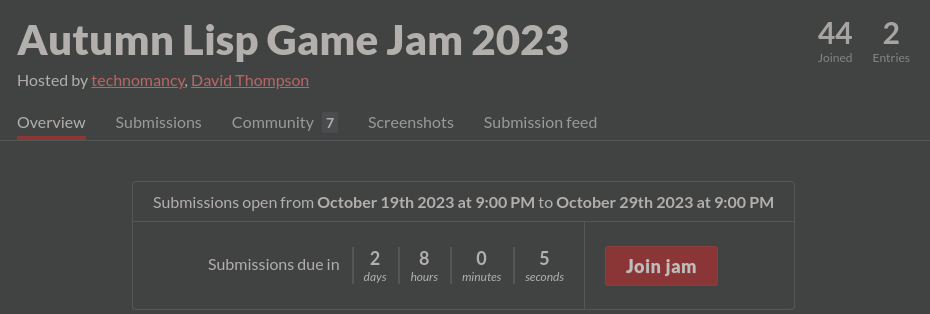 Autumn Lisp Game Jam 2023
44 2
Joined Entries
Hosted by technomancy, David Thompson
Overview Submissions Community 7 Screenshots Submission feed
Submissions open from October 19th 2023 at 9:00 PM to October 29th 2023 at 9:00 PM
Submissions due in 2 8 0 5
days hours minutes seconds
Join jam